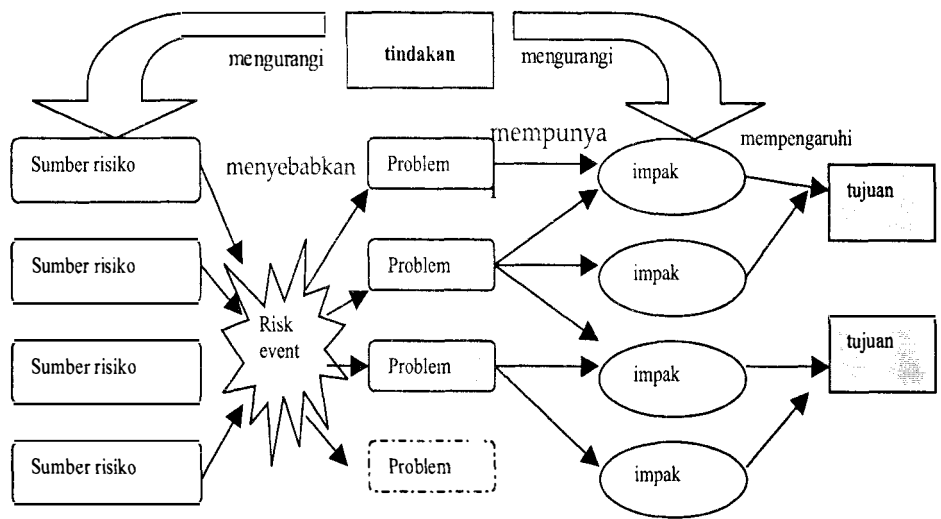 mengurangi
tindakan
mengurangi
Sumber risiko
menyebabkan
Problem
mempunya
i
impak
mempengaruhi
tujuan
Sumber risiko
Problem
impak
Risk
event
Sumber risiko
Problem
impak
tujuan
Sumber risiko
Problem
impak